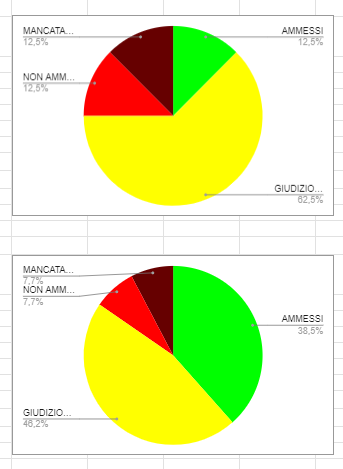 MANCATA...
12,5%
AMMESSI
12,5%
NON AMM...
12,5%
GIUDIZIO...
62,5%
MANCATA...
7,7%
NON AMM...
7,7%
AMMESSI
38,5%
GIUDIZIO...
46,2%